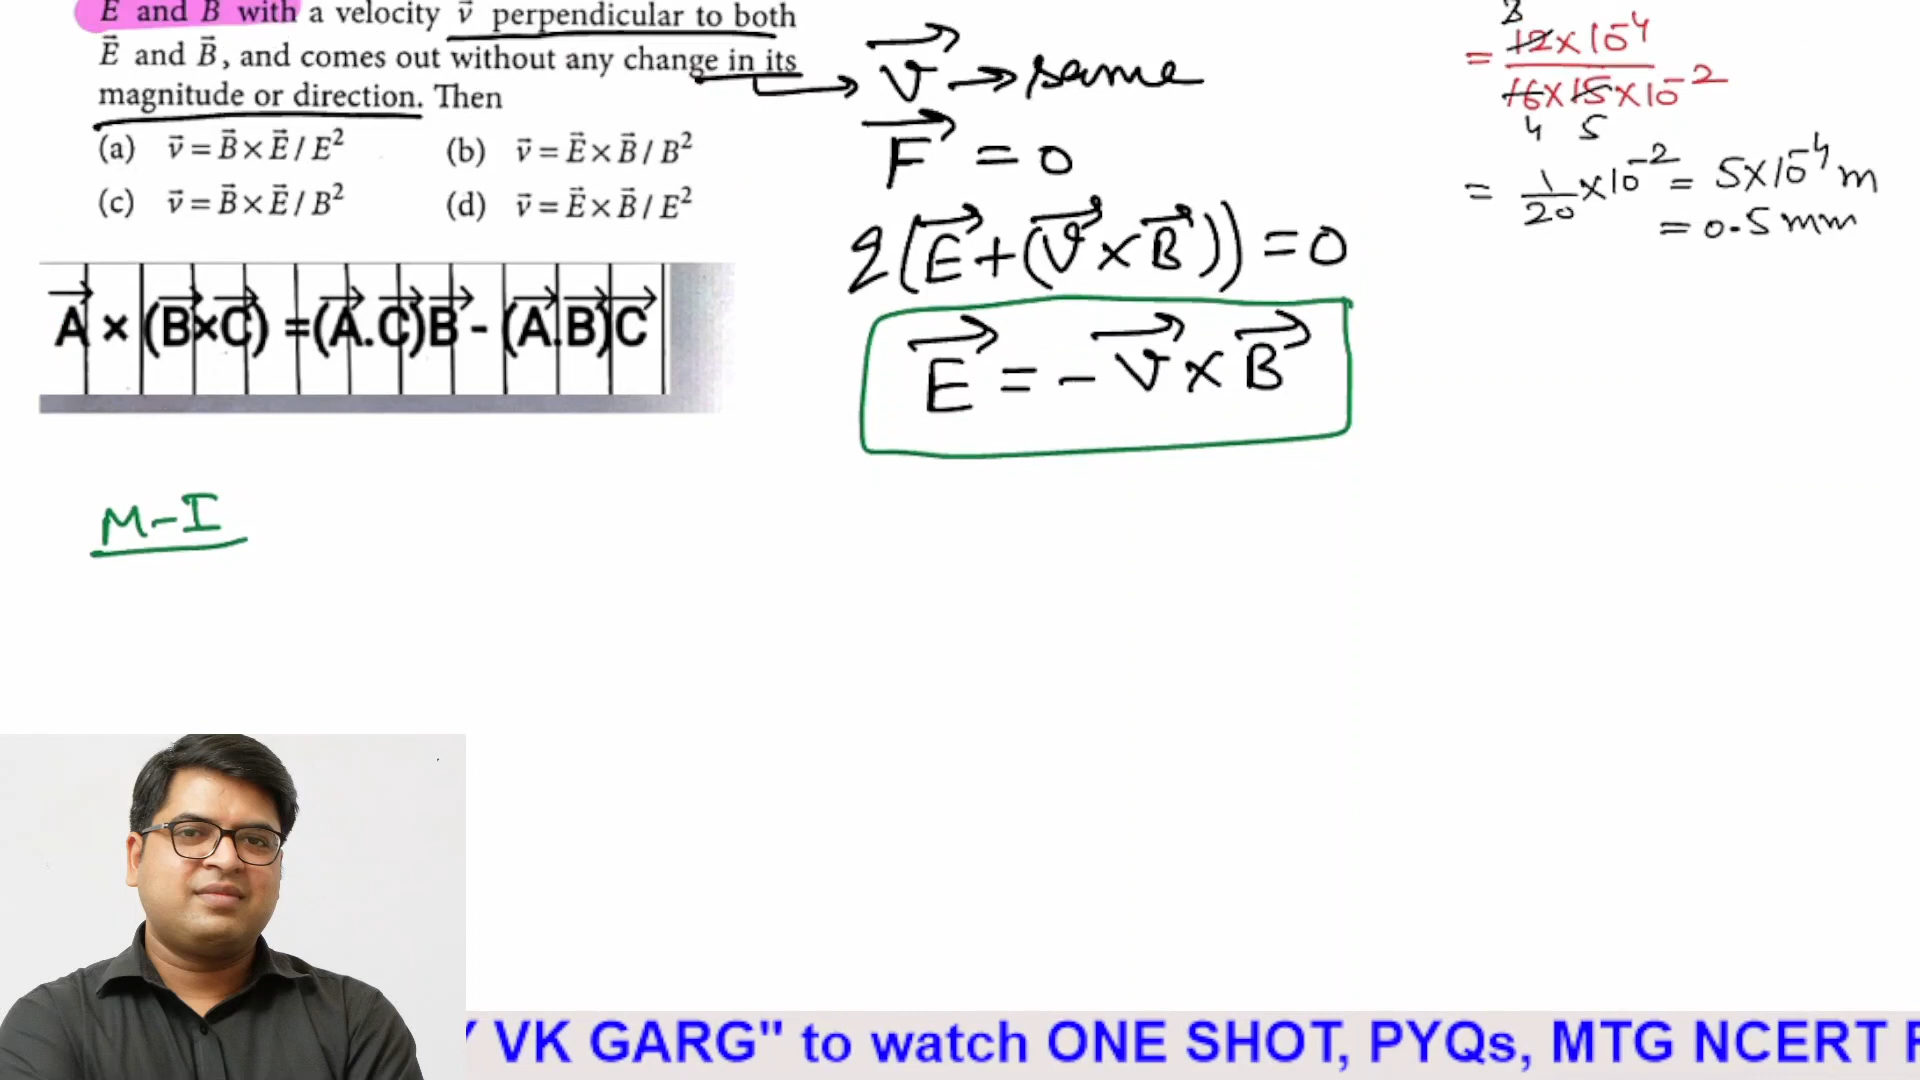 E⃗ and B⃗ with a velocity v⃗ perpendicular to both
E⃗ and B⃗, and comes out without any change in its
magnitude or direction. Then
(a) v⃗ = B⃗ × E⃗ / E² (b) v⃗ = E⃗ × B⃗ / B²
(c) v⃗ = B⃗ × E⃗ / B² (d) v⃗ = E⃗ × B⃗ / E²
A⃗ × (B⃗×C⃗) =(A⃗.C⃗)B⃗ - (A⃗.B⃗)C⃗
M-I
v⃗ → same
F⃗ = 0
q(E⃗+(v⃗×B⃗))=0
E⃗ = -v⃗×B⃗
3
= 12×10⁻⁴
16×15×10⁻²
4 5
= 1/20 ×10⁻² = 5×10⁻⁴ m
= 0.5 mm
VK GARG" to watch ONE SHOT, PYQs, MTG NCERT